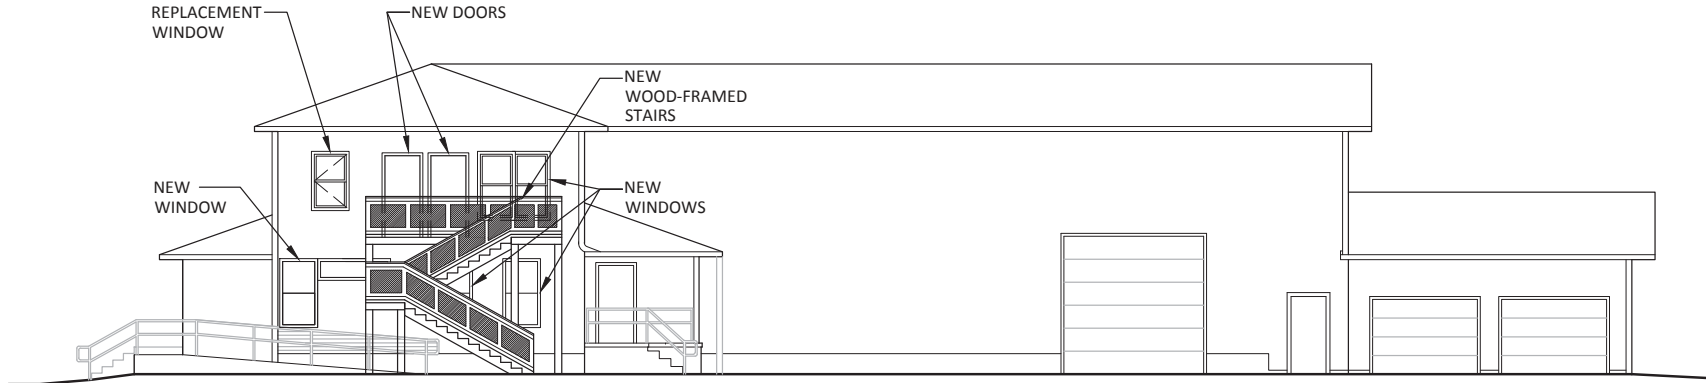 REPLACEMENT
WINDOW
NEW DOORS
NEW
WOOD-FRAMED
STAIRS
NEW
WINDOW
NEW
WINDOWS